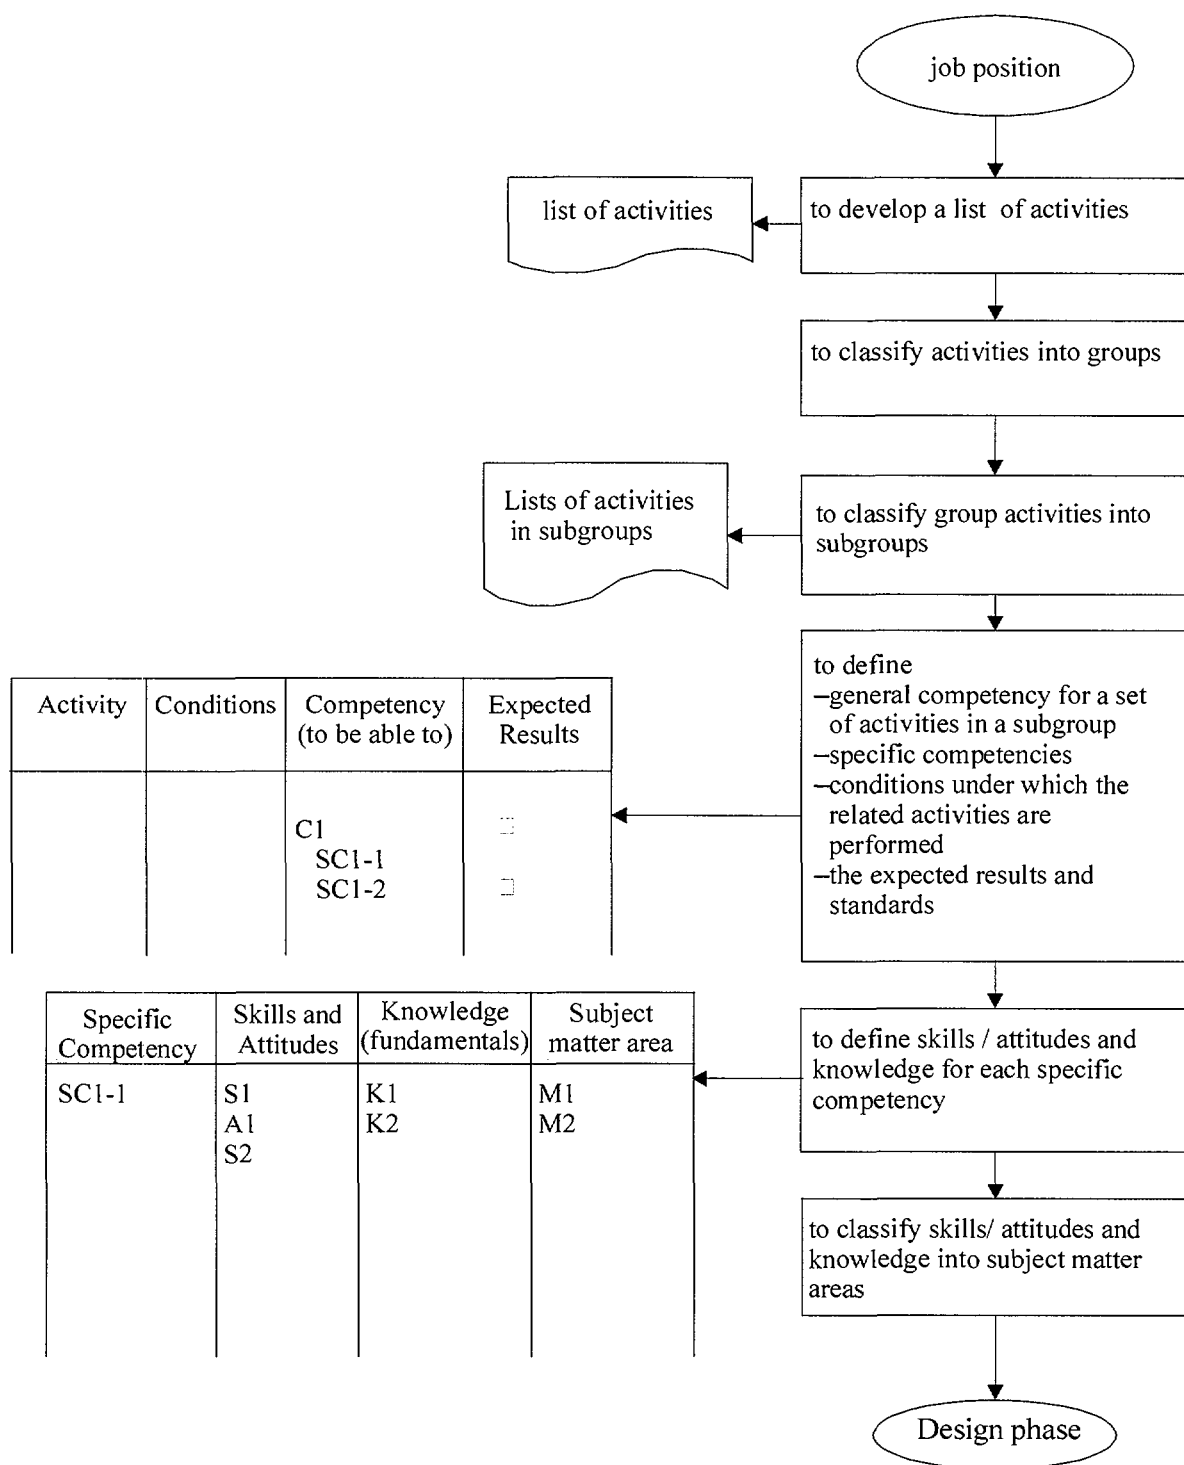 job position
list of activities
to develop a list of activities
to classify activities into groups
Lists of activities
in subgroups
to classify group activities into
subgroups
to define
–general competency for a set
of activities in a subgroup
–specific competencies
–conditions under which the
related activities are
performed
–the expected results and
standards
Activity
Conditions
Competency
(to be able to)
Expected
Results
C1
SC1-1
SC1-2
Specific
Competency
Skills and
Attitudes
Knowledge
(fundamentals)
Subject
matter area
SC1-1
S1
A1
S2
K1
K2
M1
M2
to define skills / attitudes and
knowledge for each specific
competency
to classify skills/ attitudes and
knowledge into subject matter
areas
Design phase